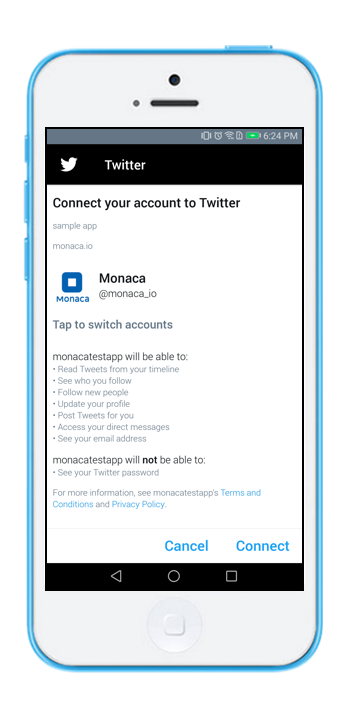 6:24 PM
Twitter
Connect your account to Twitter
sample app
monaca.io
Monaca
@monaca_io
Monaca
Tap to switch accounts
monacatestapp will be able to:
• Read Tweets from your timeline
• See who you follow
• Follow new people
• Update your profile
• Post Tweets for you
• Access your direct messages
• See your email address
monacatestapp will not be able to:
• See your Twitter password
For more information, see monacatestapp's Terms and
Conditions and Privacy Policy.
Cancel Connect